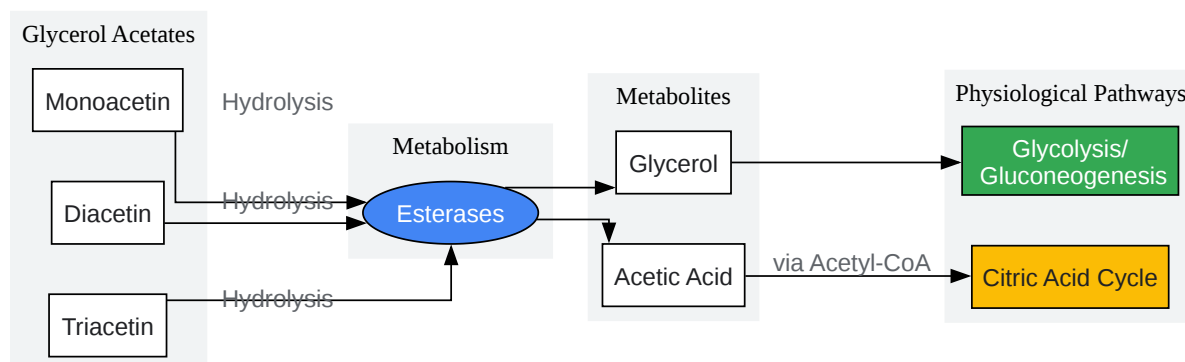 Glycerol Acetates
Monoacetin
Diacetin
Triacetin
Hydrolysis
Hydrolysis
Hydrolysis
Metabolism
Esterases
Metabolites
Glycerol
Acetic Acid
via Acetyl-CoA
Physiological Pathways
Glycolysis/
Gluconeogenesis
Citric Acid Cycle